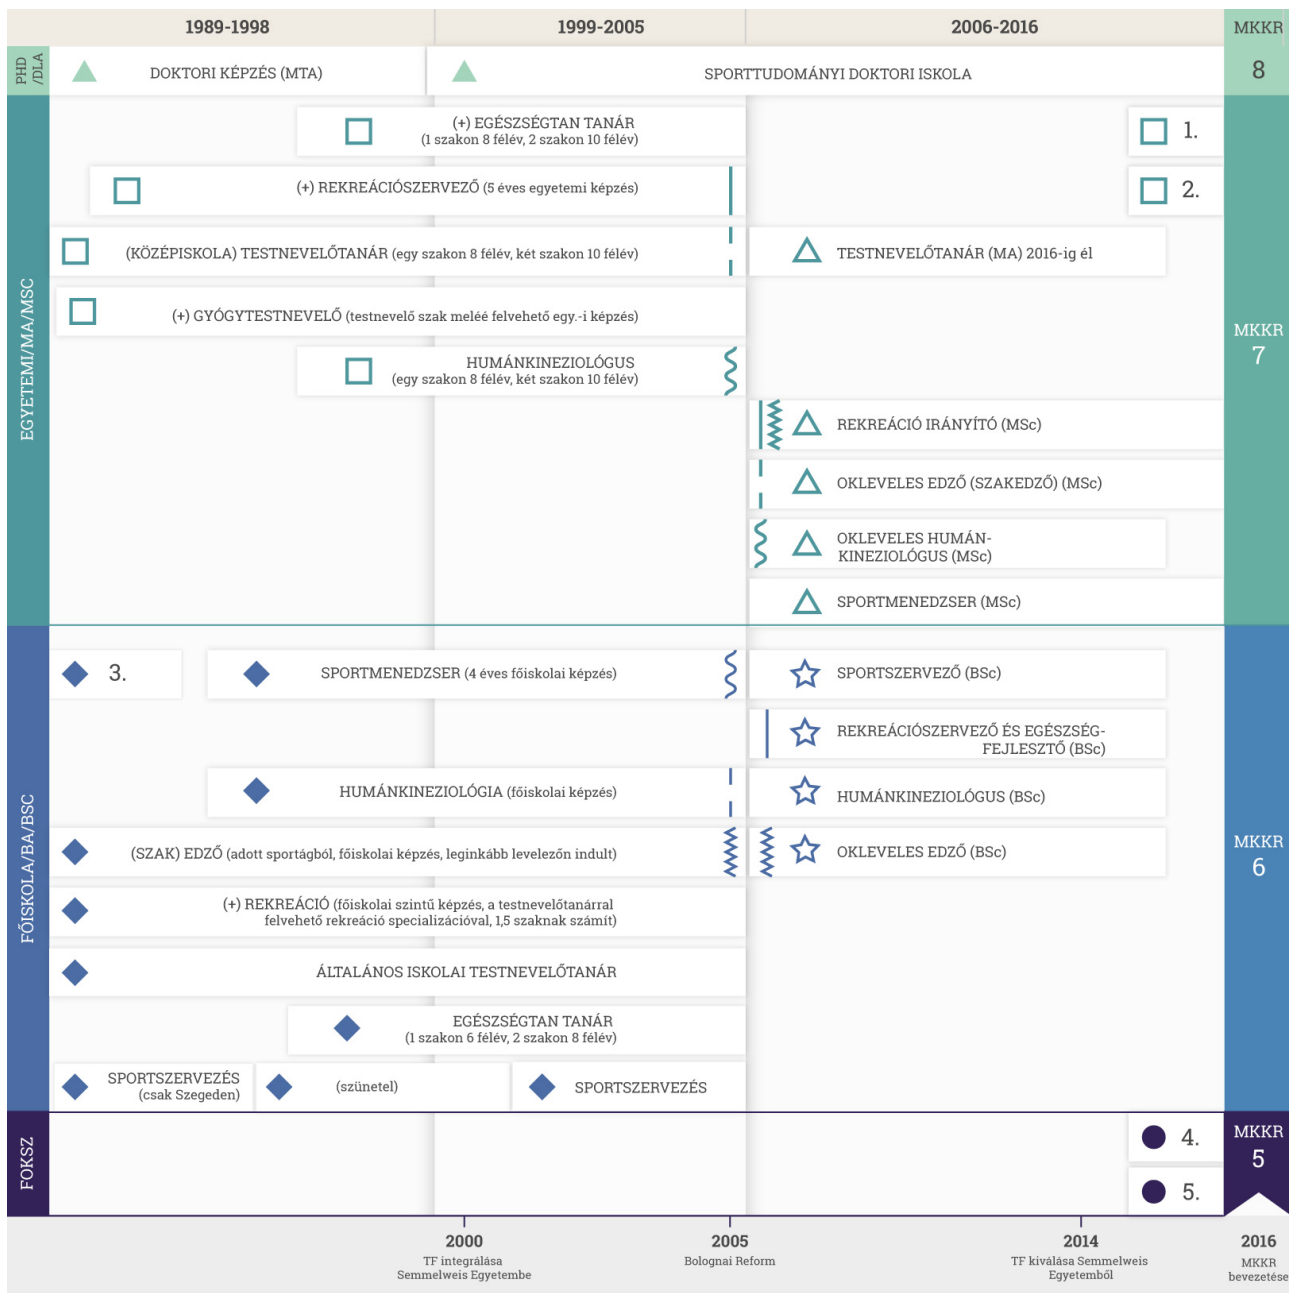 1989-1998
1999-2005
2006-2016
MKKR
PHD
/DLA
DOKTORI KÉPZÉS (MTA)
SPORTTUDOMÁNYI DOKTORI ISKOLA
8
EGYETEMI/MA/MSC
(+) EGÉSZSÉGTAN TANÁR
(1 szakon 8 félév, 2 szakon 10 félév)
1.
(+) REKREÁCIÓSZERVEZŐ (5 éves egyetemi képzés)
2.
(KÖZÉPISKOLA) TESTNEVELŐTANÁR (egy szakon 8 félév, két szakon 10 félév)
TESTNEVELŐTANÁR (MA) 2016-ig él
(+) GYÓGYTESTNEVELŐ (testnevelő szak meléé felvehető egy.-i képzés)
MKKR
7
HUMÁNKINEZIOLÓGUS
(egy szakon 8 félév, két szakon 10 félév)
REKREÁCIÓ IRÁNYÍTÓ (MSc)
OKLEVELES EDZŐ (SZAKEDZŐ) (MSc)
OKLEVELES HUMÁN-
KINEZIOLÓGUS (MSc)
SPORTMENEDZSER (MSc)
FŐISKOLA/BA/BSC
3.
SPORTMENEDZSER (4 éves főiskolai képzés)
SPORTSZERVEZŐ (BSc)
REKREÁCIÓSZERVEZŐ ÉS EGÉSZSÉG-
FEJLESZTŐ (BSc)
HUMÁNKINEZIOLÓGIA (főiskolai képzés)
HUMÁNKINEZIOLÓGUS (BSc)
(SZAK) EDZŐ (adott sportágból, főiskolai képzés, leginkább levelezőn indult)
OKLEVELES EDZŐ (BSc)
MKKR
6
(+) REKREÁCIÓ (főiskolai szintű képzés, a testnevelőtanárral
felvehető rekreáció specializációval, 1,5 szaknak számít)
ÁLTALÁNOS ISKOLAI TESTNEVELŐTANÁR
EGÉSZSÉGTAN TANÁR
(1 szakon 6 félév, 2 szakon 8 félév)
SPORTSZERVEZÉS
(csak Szegeden)
(szünetel)
SPORTSZERVEZÉS
FOKSZ
4.
5.
MKKR
5
2000
TF integrálása
Semmelweis Egyetembe
2005
Bolognai Reform
2014
TF kiválása Semmelweis
Egyetemből
2016
MKKR
bevezetése